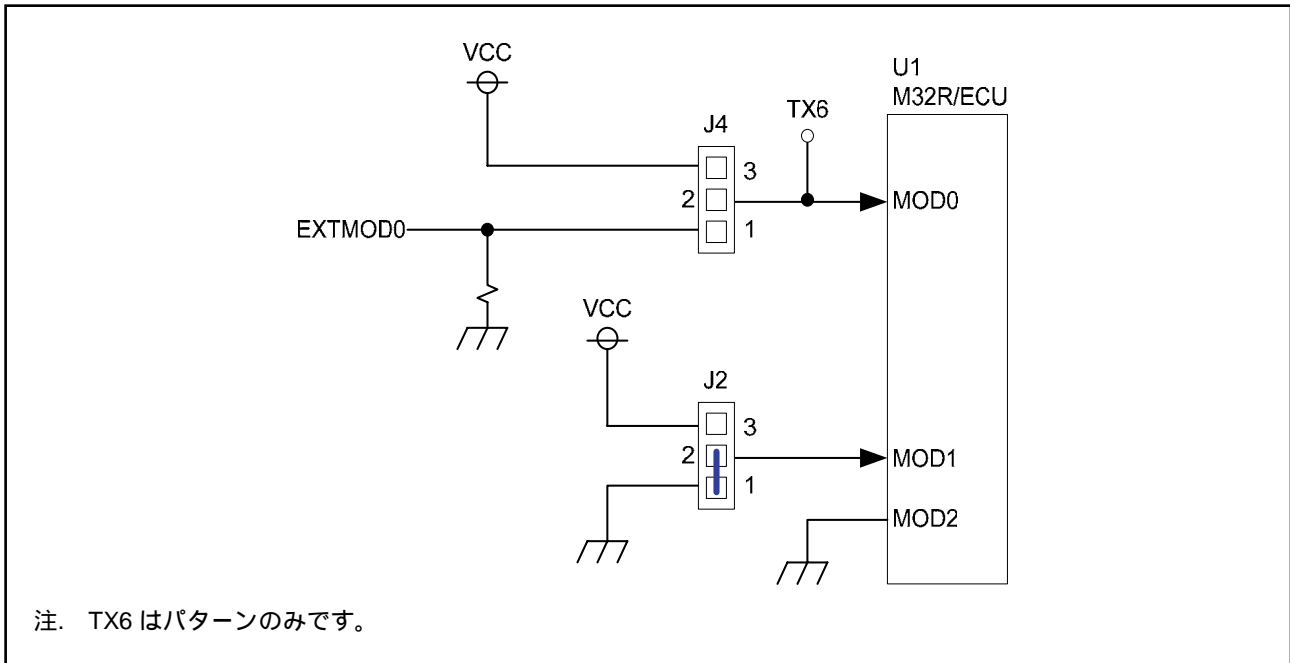 VCC
U1
M32R/ECU
TX6
J4
3
2
MOD0
EXTMOD0
1
VCC
J2
3
2
MOD1
1
MOD2
注. TX6 はパターンのみです。